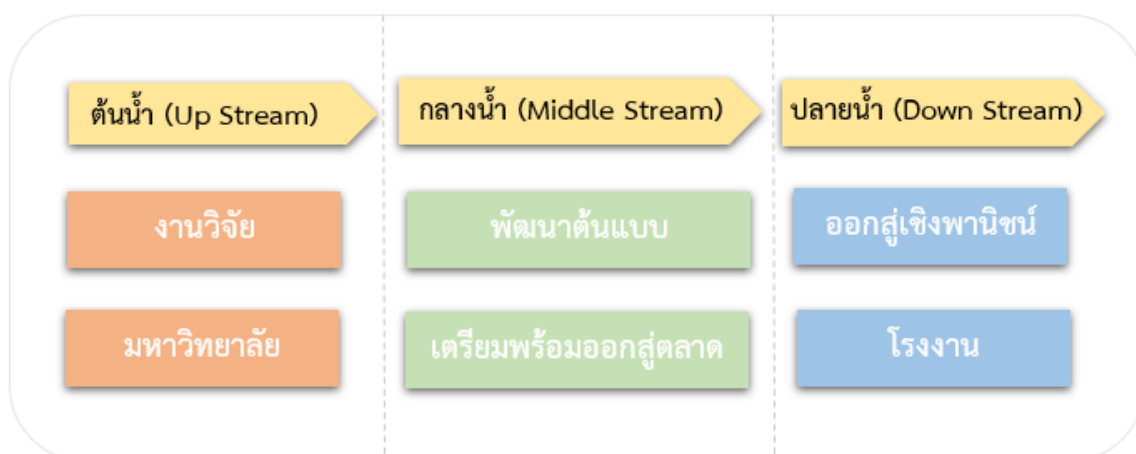 ต้นน้ำ (Up Stream)
กลางน้ำ (Middle Stream)
ปลายน้ำ (Down Stream)
งานวิจัย
พัฒนาต้นแบบ
ออกสู่เชิงพานิชน์
มหาวิทยาลัย
เตรียมพร้อมออกสู่ตลาด
โรงงาน